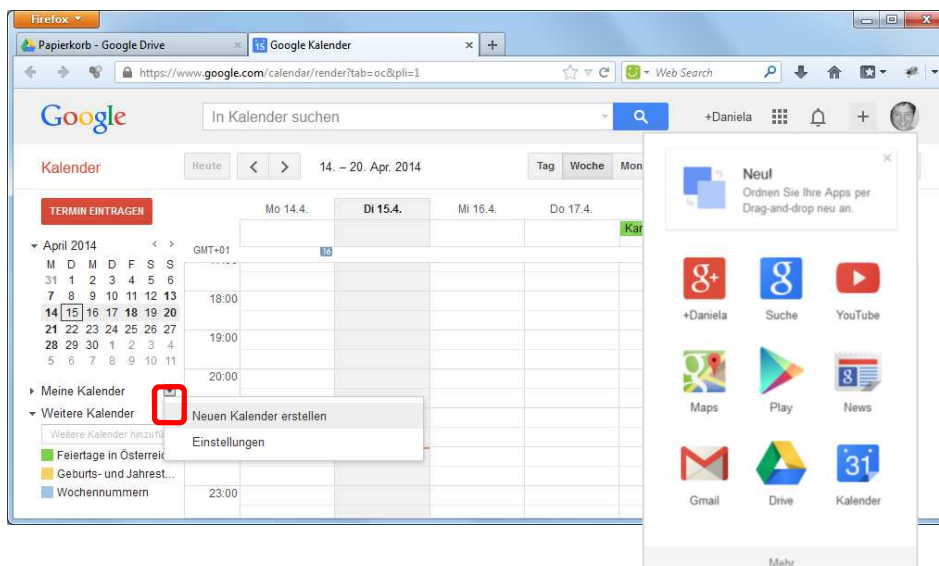 Firefox
Papierkorb - Google Drive × 16 Google Kalender × +
https://www.google.com/calendar/render?tab=oc&pli=1 Web Search
Google In Kalender suchen +Daniela
Kalender Heute 14. – 20. Apr. 2014 Tag Woche Mon
Neu!
Ordnen Sie Ihre Apps per
Drag-and-drop neu an.
TERMIN EINTRAGEN Mo 14.4. Di 15.4. Mi 16.4. Do 17.4.
Kar
April 2014 GMT+01 16
M D M D F S S
31 1 2 3 4 5 6
7 8 9 10 11 12 13
14 15 16 17 18 19 20
21 22 23 24 25 26 27
28 29 30 1 2 3 4
5 6 7 8 9 10 11
18:00
19:00
20:00
23:00
Meine Kalender
Weitere Kalender
Weitere Kalender hinzufü
Feiertage in Österreic
Geburts- und Jahrest...
Wochennummern
Neuen Kalender erstellen
Einstellungen
g+ 8
+Daniela Suche YouTube
8
Maps Play News
31
Gmail Drive Kalender
Mehr